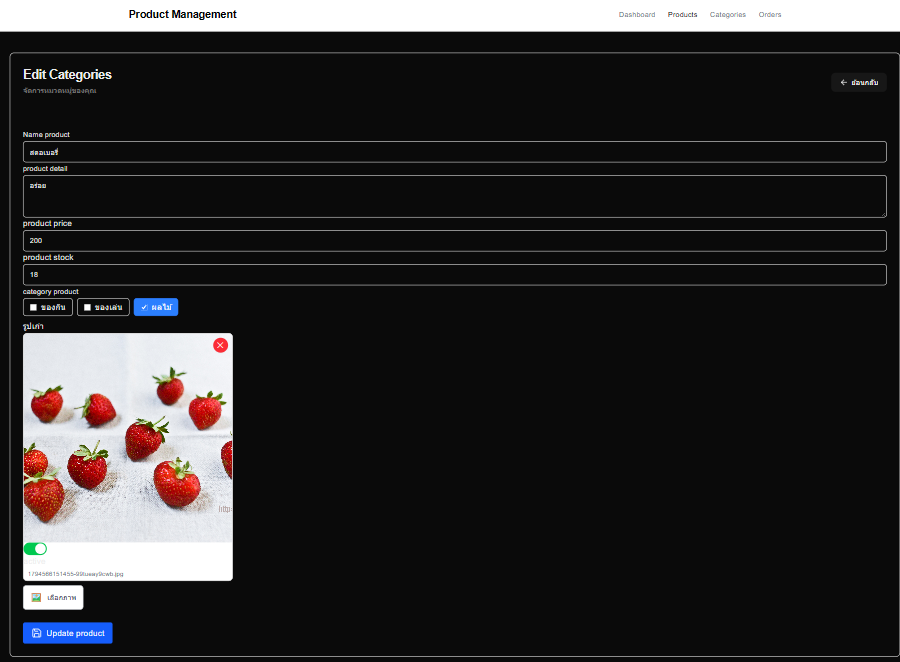 Product Management
Dashboard Products Categories Orders
Edit Categories
จัดการหมวดหมู่ของคุณ
← ย้อนกลับ
Name product
สตอเบอรี่
product detail
อร่อย
product price
200
product stock
18
category product
ของกิน ของเล่น ผลไม้
รูปเก่า
http
เลือกภาพ
Update product